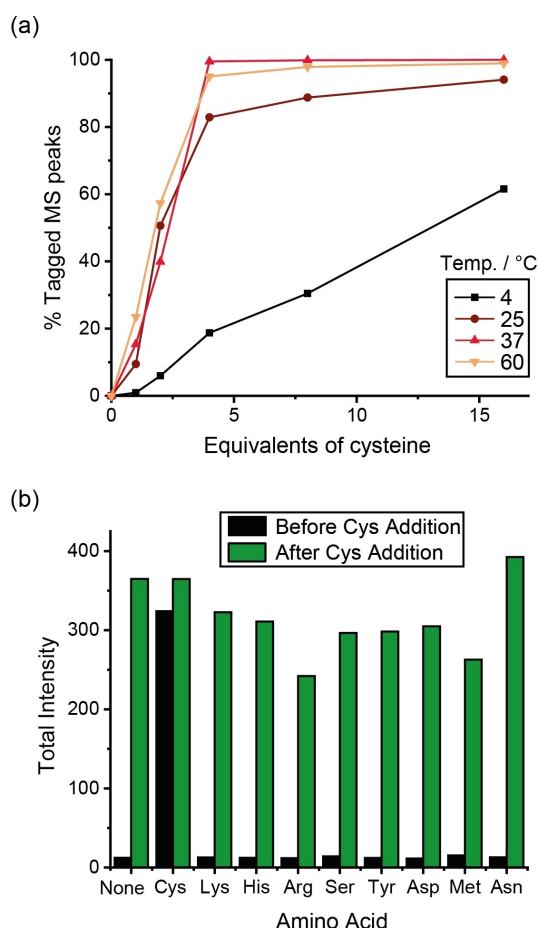 (a)
100
80
60
40
20
0
% Tagged MS peaks
0 5 10 15
Equivalents of cysteine
Temp. / °C
4
25
37
60
(b)
Before Cys Addition
After Cys Addition
400
300
200
100
0
Total Intensity
None Cys Lys His Arg Ser Tyr Asp Met Asn
Amino Acid